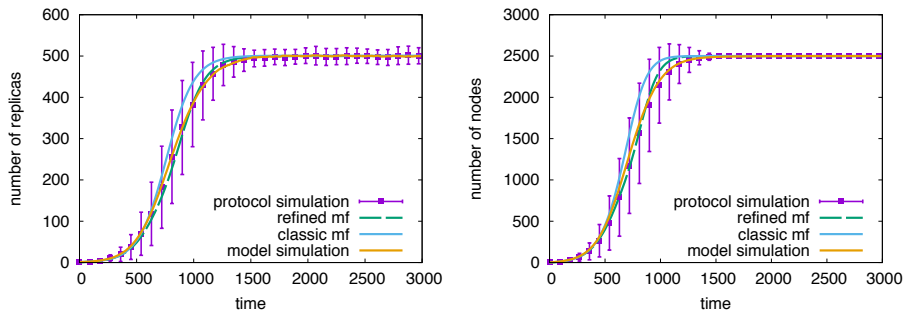 600
500
400
300
200
100
0
number of replicas
protocol simulation
refined mf
classic mf
model simulation
0 500 1000 1500 2000 2500 3000
time
3000
2500
2000
1500
1000
500
0
number of nodes
protocol simulation
refined mf
classic mf
model simulation
0 500 1000 1500 2000 2500 3000
time